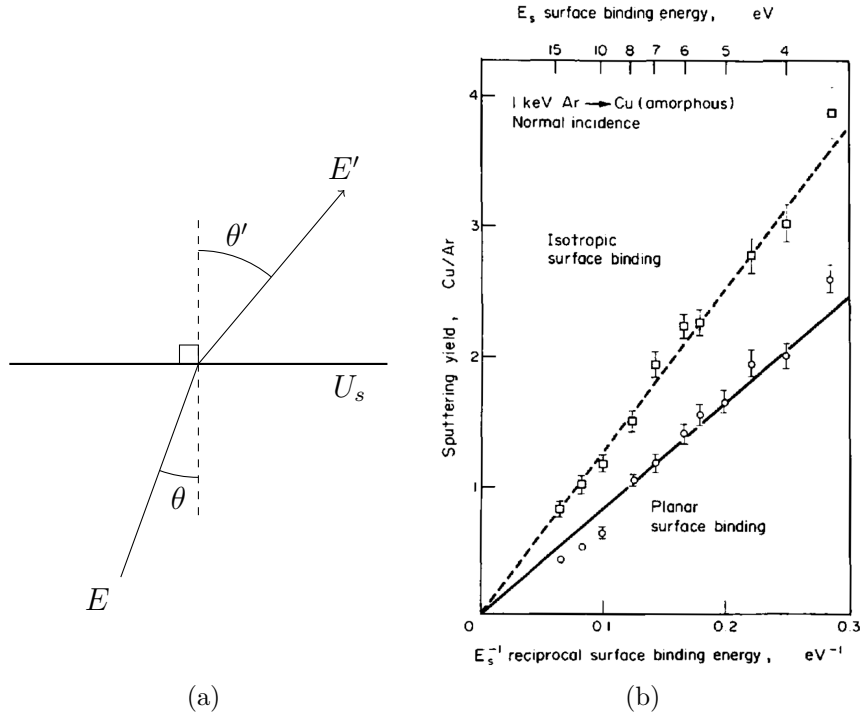 E'
θ'
U_s
θ
E
(a)
E_s surface binding energy, eV
15 10 8 7 6 5 4
4
3
2
1
1 keV Ar → Cu (amorphous)
Normal incidence
Isotropic
surface binding
Planar
surface binding
Sputtering yield, Cu/Ar
0 0·1 0·2 0·3
E_s^-1 reciprocal surface binding energy, eV^-1
(b)